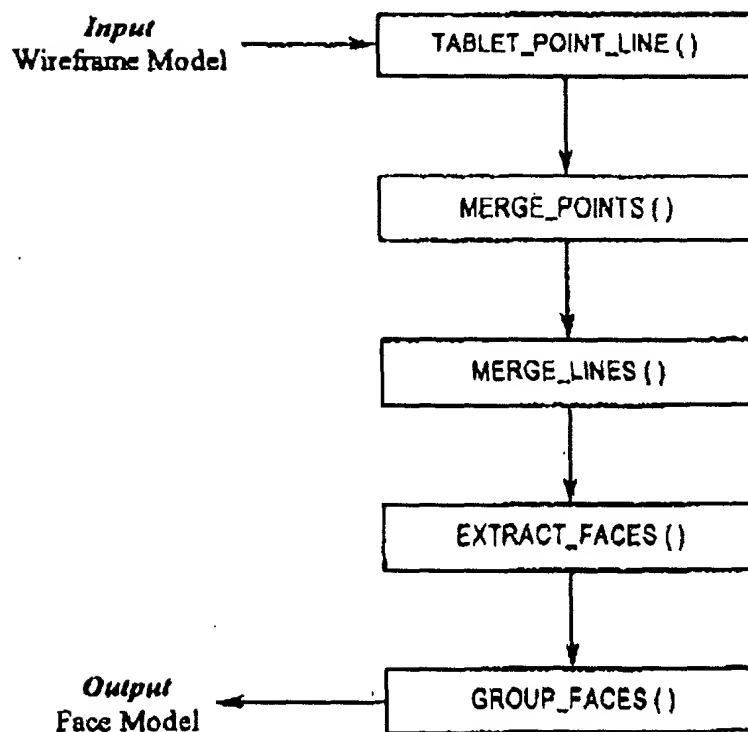 Input
Wireframe Model
TABLET_POINT_LINE()
MERGE_POINTS()
MERGE_LINES()
EXTRACT_FACES()
GROUP_FACES()
Output
Face Model